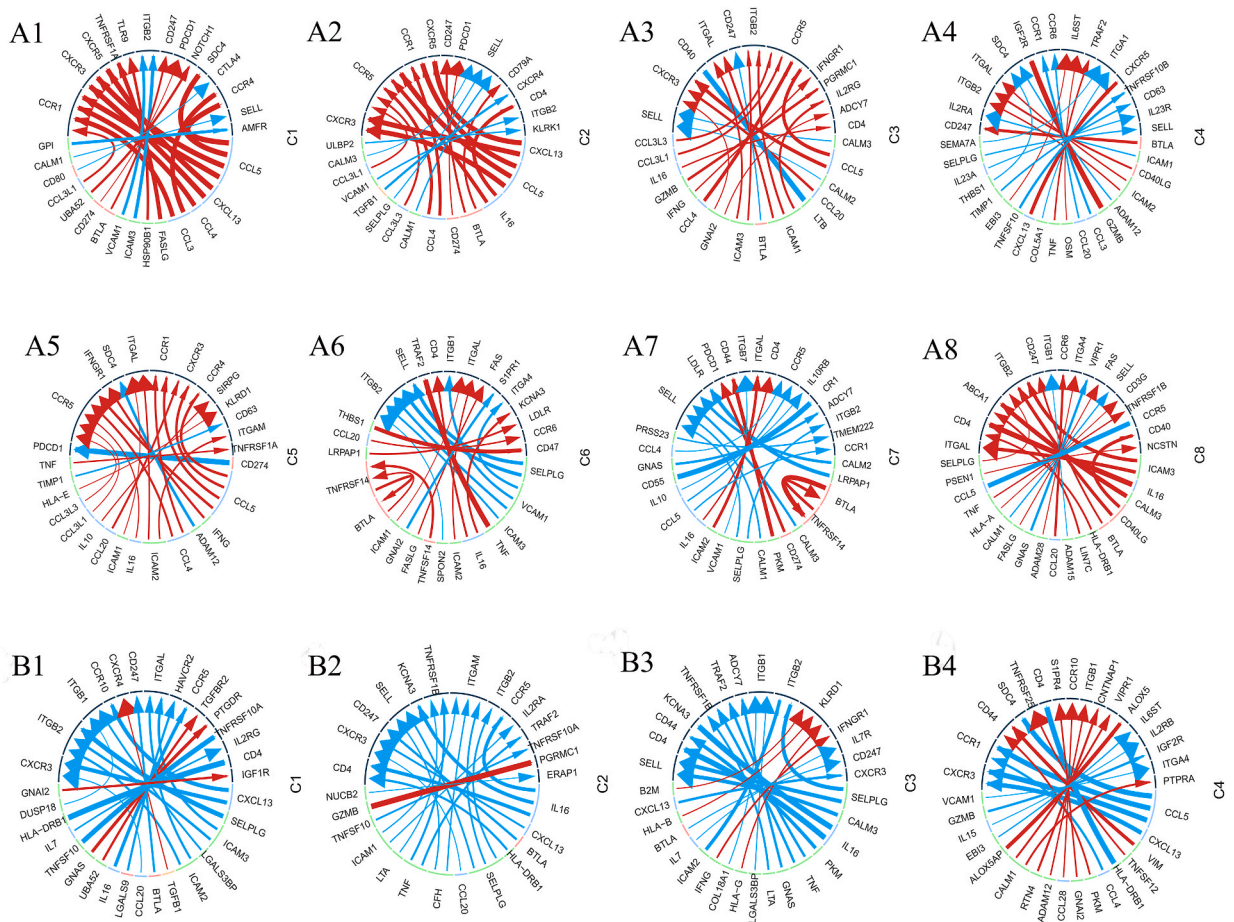 A1
CXCR3
CXCR5
TNFRSF1A
TLR9
ITGB2
CD247
PDCD1
NOTCH1
SDC4
CTLA4
CCR4
SELL
AMFR
CCL5
CXCL13
CCL4
CCL3
FASLG
HSP90B1
ICAM3
VCAM1
BTLA
CD274
UBA52
CCL3L1
CD80
CALM1
GPI
CCR1
C1
A2
CXCR3
CCR5
CCR1
CXCR5
CD247
PDCD1
SELL
CD79A
CXCR4
CD4
ITGB2
KLRK1
CXCL13
CCL5
IL16
BTLA
CD274
CCL4
CALM1
CCL3L3
SELPLG
TGFB1
VCAM1
CCL3L1
CALM3
ULBP2
C2
A3
SELL
CXCR3
CD40
ITGAL
CD247
ITGB2
CCR5
IFNGR1
PGRMC1
IL2RG
ADCY7
CD4
CALM3
CCL5
CALM2
CCL20
LTB
ICAM1
BTLA
ICAM3
GNAI2
CCL4
IFNG
GZMB
IL16
CCL3L1
CCL3L3
C3
A4
CD247
IL2RA
ITGB2
ITGAL
SDC4
IGF2R
CCR1
CCR6
IL6ST
TRAF2
ITGA1
CXCR5
TNFRSF10B
CD63
IL23R
SELL
BTLA
ICAM1
CD40LG
ICAM2
ADAM12
GZMB
CCL3
CCL20
OSM
TNF
COL5A1
CXCL13
TNFSF10
EBI3
TIMP1
THBS1
IL23A
SELPLG
SEMA7A
C4
A5
PDCD1
CCR5
IFNGR1
SDC4
ITGAL
CCR1
CXCR3
CCR4
SIRPG
KLRD1
CD63
ITGAM
TNFRSF1A
CD274
CCL5
IFNG
ADAM12
CCL4
ICAM2
IL16
ICAM1
CCL20
IL10
CCL3L1
CCL3L3
HLA-E
TIMP1
TNF
C5
A6
THBS1
ITGB2
SELL
TRAF2
CD4
ITGB1
ITGAL
FAS
S1PR1
ITGA4
KCNA3
LDLR
CCR6
CD47
SELPLG
VCAM1
ICAM3
TNF
IL16
ICAM2
SPON2
TNFSF14
FASLG
GNAI2
ICAM1
BTLA
TNFRSF14
LRPAP1
CCL20
C6
A7
SELL
LDLR
PDCD1
CD44
ITGB7
ITGAL
CD4
CCR5
IL10RB
CR1
ADCY7
ITGB2
TMEM222
CCR1
CALM2
LRPAP1
BTLA
TNFRSF14
CALM3
CD274
PKM
CALM1
SELPLG
VCAM1
ICAM2
IL16
CCL5
IL10
CD55
GNAS
CCL4
PRSS23
C7
A8
ITGAL
CD4
ABCA1
ITGB2
CD247
ITGB1
CCR6
ITGA4
VIPR1
FAS
SELL
CD3G
TNFRSF1B
CCR5
CD40
NCSTN
ICAM3
IL16
CALM3
CD40LG
BTLA
HLA-DRB1
LIN7C
ADAM15
CCL20
ADAM28
GNAS
FASLG
CALM1
HLA-A
TNF
CCL5
PSEN1
SELPLG
C8
B1
CXCR3
ITGB2
ITGB1
CCR10
CXCR4
CD247
ITGAL
HAVCR2
CCR5
TGFBR2
PTGDR
TNFRSF10A
IL2RG
CD4
IGF1R
CXCL13
SELPLG
ICAM3
LGALS3BP
ICAM2
TGFB1
BTLA
CCL20
LGALS9
IL16
UBA52
GNAS
TNFSF10
IL7
HLA-DRB1
DUSP18
GNAI2
C1
B2
CD4
CXCR3
CD247
SELL
KCNA3
TNFRSF1B
ITGAM
ITGB2
CCR5
IL2RA
TRAF2
TNFRSF10A
PGRMC1
ERAP1
IL16
CXCL13
BTLA
HLA-DRB1
SELPLG
CCL20
CFH
TNF
LTA
ICAM1
TNFSF10
GZMB
NUCB2
C2
B3
SELL
CD4
CD44
KCNA3
TNFRSF1B
TRAF2
ADCY7
ITGB1
ITGB2
KLRD1
IFNGR1
IL7R
CD247
CXCR3
SELPLG
CALM3
IL16
PKM
TNF
GNAS
LTA
LGALS3BP
HLA-G
COL18A1
IFNG
ICAM2
IL7
BTLA
HLA-B
CXCL13
B2M
C3
B4
CXCR3
CCR1
CD44
SDC4
TNFRSF25
CD4
S1PR4
CCR10
ITGB1
CNTNAP1
VIPR1
ALOX5
IL6ST
IL2RB
IGF2R
ITGA4
PTPRA
CCL5
CXCL13
VIM
TNFSF12
HLA-DRB1
CCL4
PKM
GNAI2
CCL28
ADAM12
RTN4
CALM1
ALOX5AP
EBI3
IL15
GZMB
VCAM1
C4